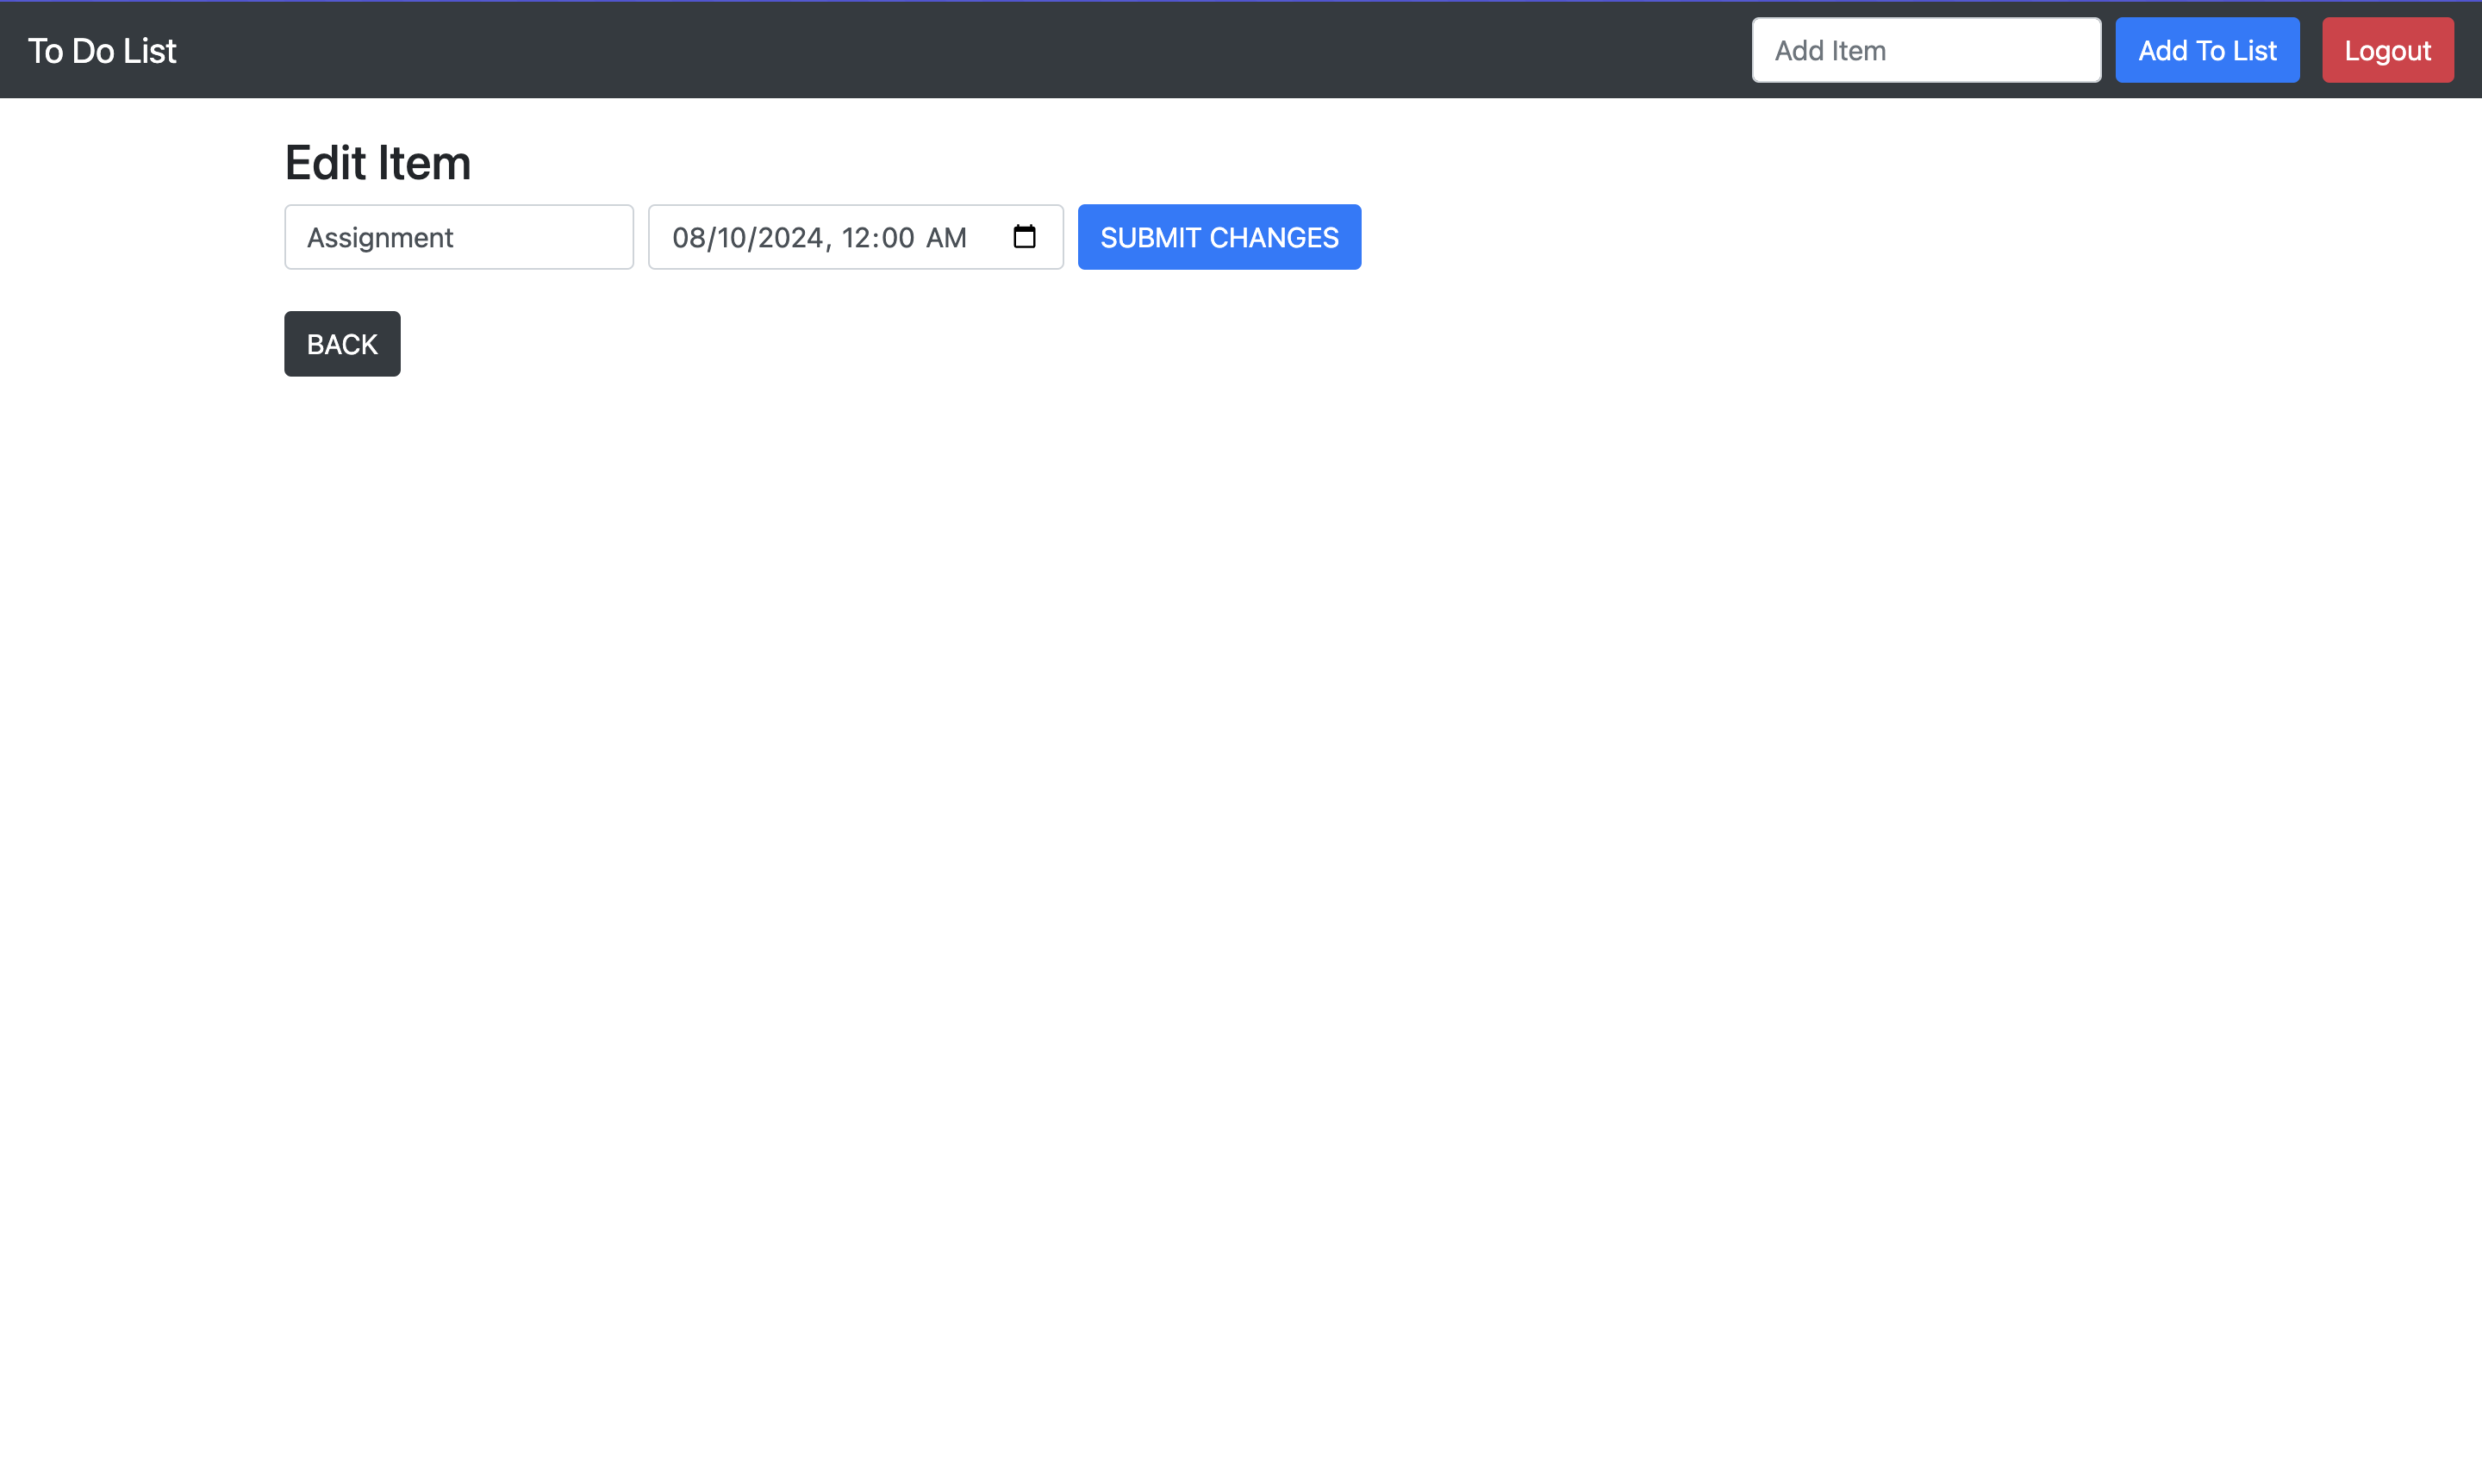 To Do List
Add Item
Add To List
Logout
Edit Item
Assignment
08/10/2024, 12:00 AM
SUBMIT CHANGES
BACK